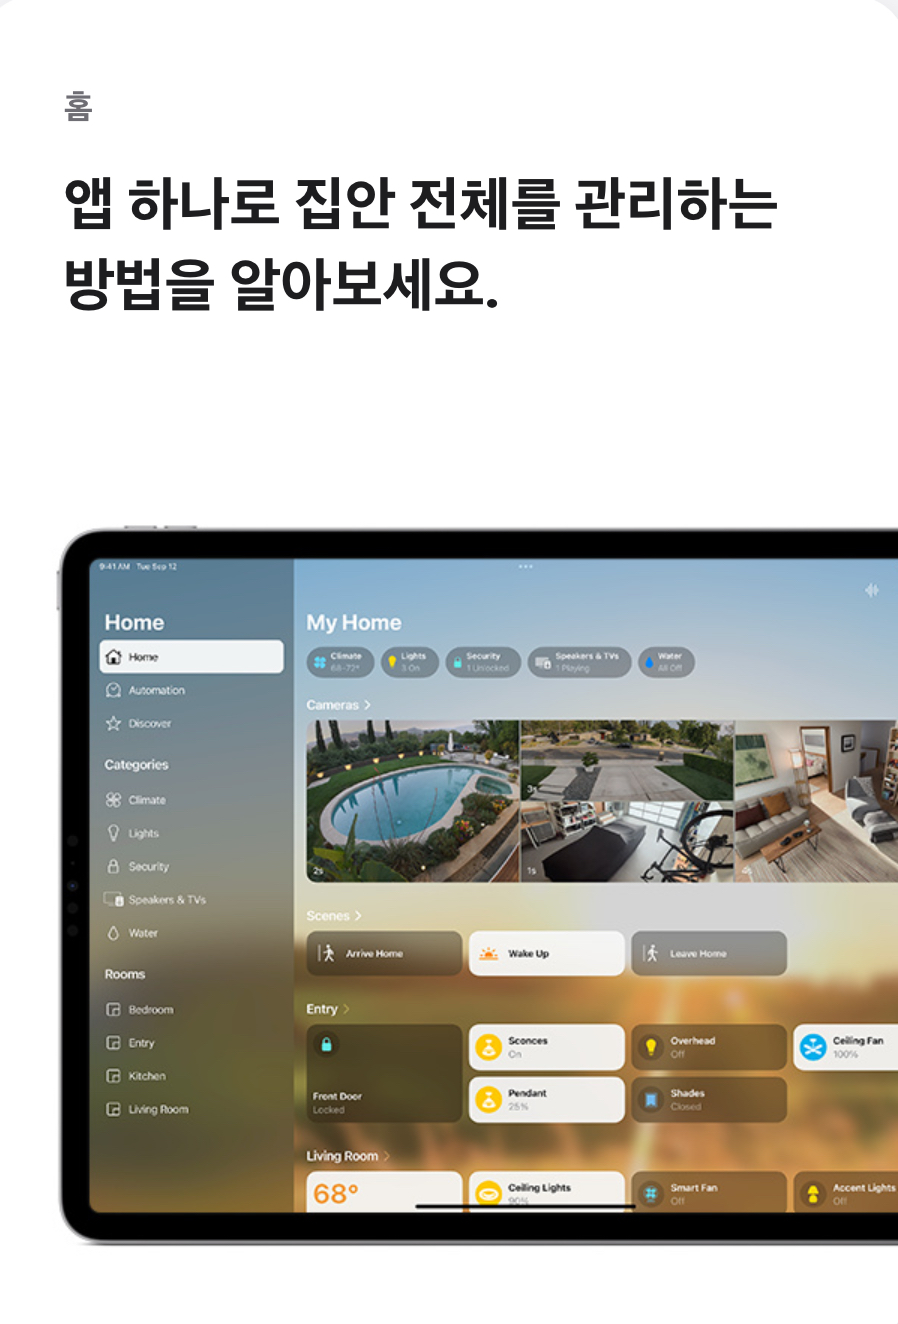 홈
앱 하나로 집안 전체를 관리하는
방법을 알아보세요.
9:41 AM Tue Sep 12
Home
Home
Automation
Discover
Categories
Climate
Lights
Security
Speakers & TVs
Water
Rooms
Bedroom
Entry
Kitchen
Living Room
My Home
Climate
68-72°
Lights
3 On
Security
1 Unlocked
Speakers & TVs
1 Playing
Water
All Off
Cameras
2s
3s
1s
4s
Scenes
Arrive Home
Wake Up
Leave Home
Entry
Front Door
Locked
Sconces
On
Overhead
Off
Ceiling Fan
100%
Pendant
25%
Shades
Closed
Living Room
68°
Ceiling Lights
90%
Smart Fan
Off
Accent Lights
Off